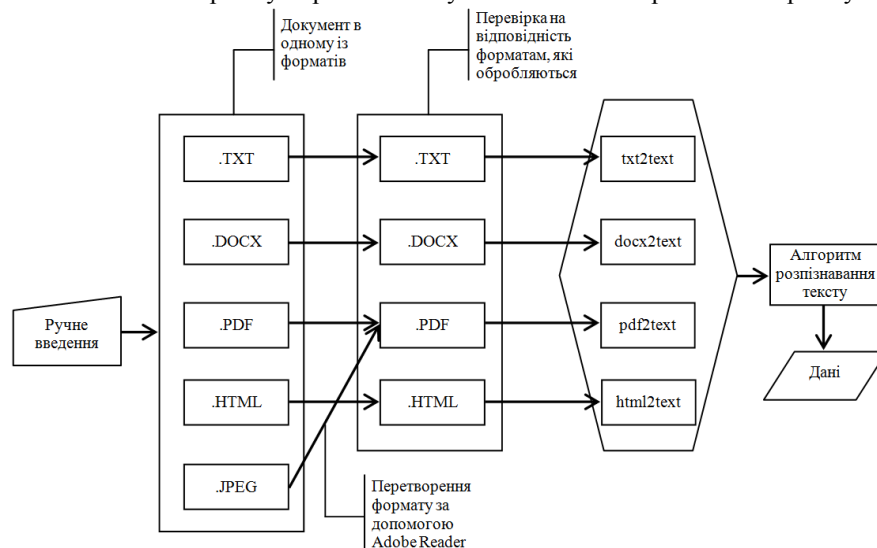 Документ в
одному із
форматів
Перевірка на
відповідність
форматам, які
обробляються
.TXT
.TXT
txt2text
.DOCX
.DOCX
docx2text
Алгоритм
розпізнавання
тексту
Ручне
введення
.PDF
.PDF
pdf2text
Дані
.HTML
.HTML
html2text
.JPEG
Перетворення
формату за
допомогою
Adobe Reader